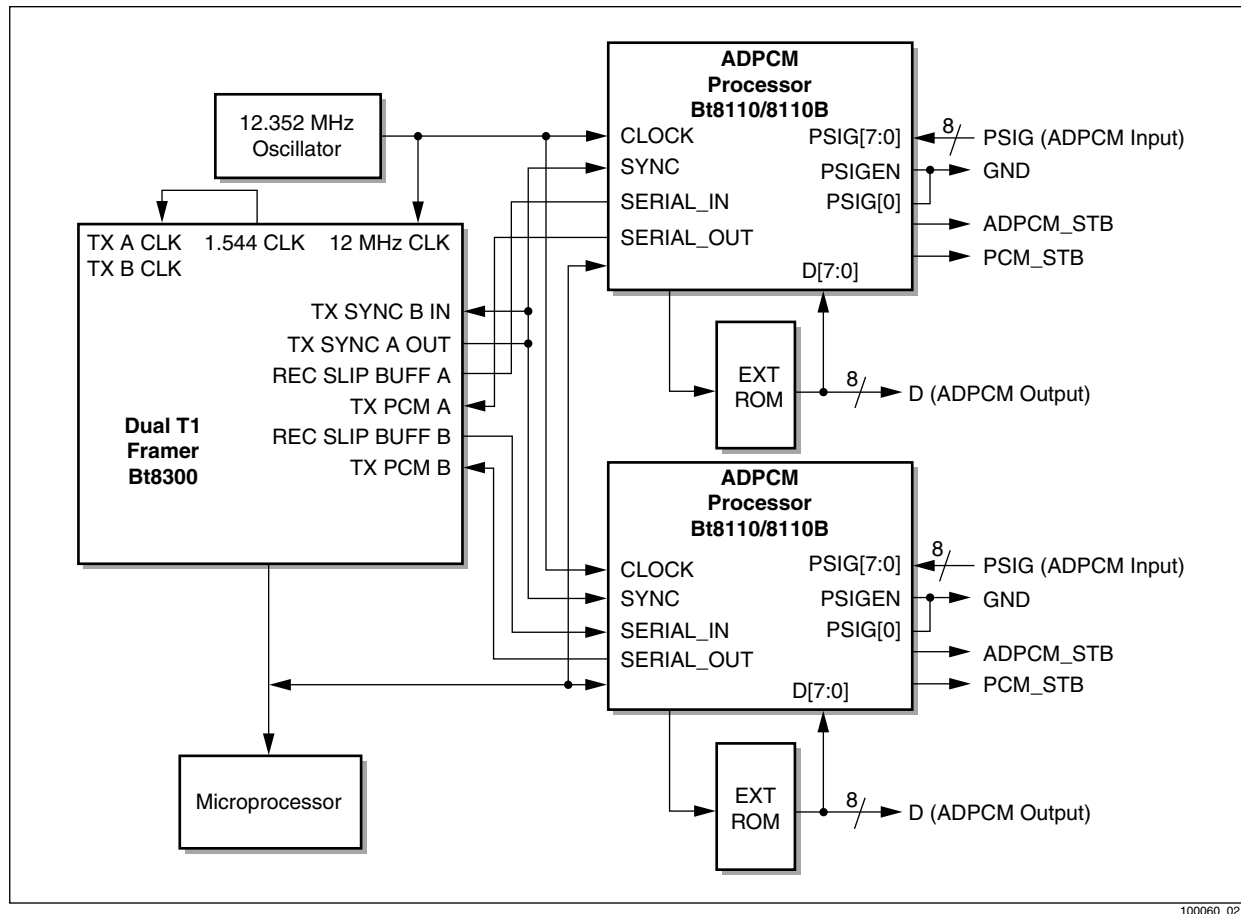 12.352 MHz
Oscillator
TX A CLK
1.544 CLK
12 MHz CLK
TX B CLK
TX SYNC B IN
TX SYNC A OUT
REC SLIP BUFF A
TX PCM A
REC SLIP BUFF B
TX PCM B
Dual T1
Framer
Bt8300
Microprocessor
ADPCM
Processor
Bt8110/8110B
CLOCK
SYNC
SERIAL_IN
SERIAL_OUT
PSIG[7:0]
PSIGEN
PSIG[0]
D[7:0]
8
PSIG (ADPCM Input)
GND
ADPCM_STB
PCM_STB
EXT
ROM
8
D (ADPCM Output)
ADPCM
Processor
Bt8110/8110B
CLOCK
SYNC
SERIAL_IN
SERIAL_OUT
PSIG[7:0]
PSIGEN
PSIG[0]
D[7:0]
8
PSIG (ADPCM Input)
GND
ADPCM_STB
PCM_STB
EXT
ROM
8
D (ADPCM Output)
100060_02